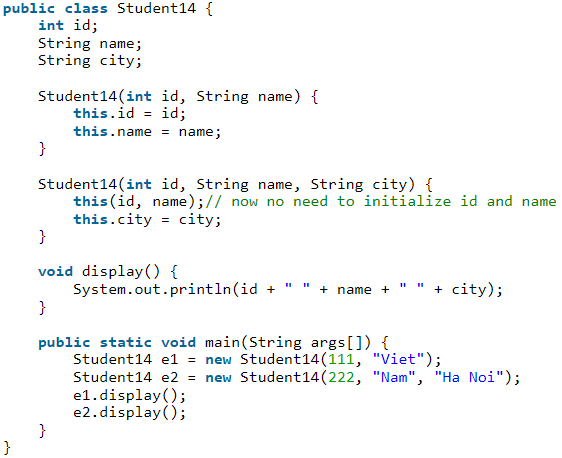 public class Student14 {
    int id;
    String name;
    String city;

    Student14(int id, String name) {
        this.id = id;
        this.name = name;
    }

    Student14(int id, String name, String city) {
        this(id, name);// now no need to initialize id and name
        this.city = city;
    }

    void display() {
        System.out.println(id + " " + name + " " + city);
    }

    public static void main(String args[]) {
        Student14 e1 = new Student14(111, "Viet");
        Student14 e2 = new Student14(222, "Nam", "Ha Noi");
        e1.display();
        e2.display();
    }
}